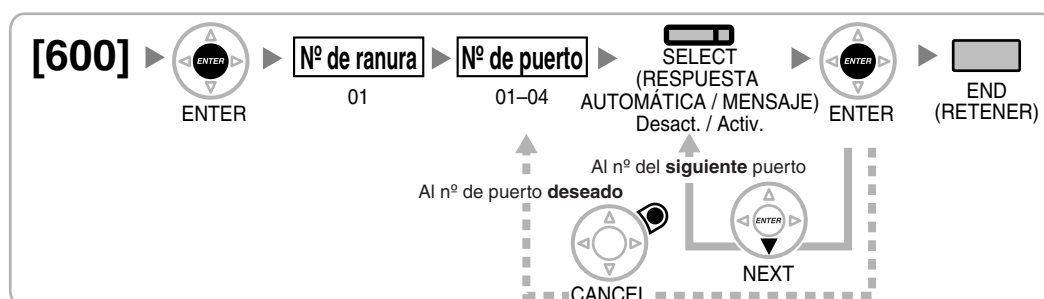 [600]
ENTER
ENTER
Nº de ranura
01
Nº de puerto
01–04
SELECT
(RESPUESTA
AUTOMÁTICA / MENSAJE)
Desact. / Activ.
ENTER
ENTER
END
(RETENER)
Al nº del siguiente puerto
Al nº de puerto deseado
ENTER
NEXT
CANCEL